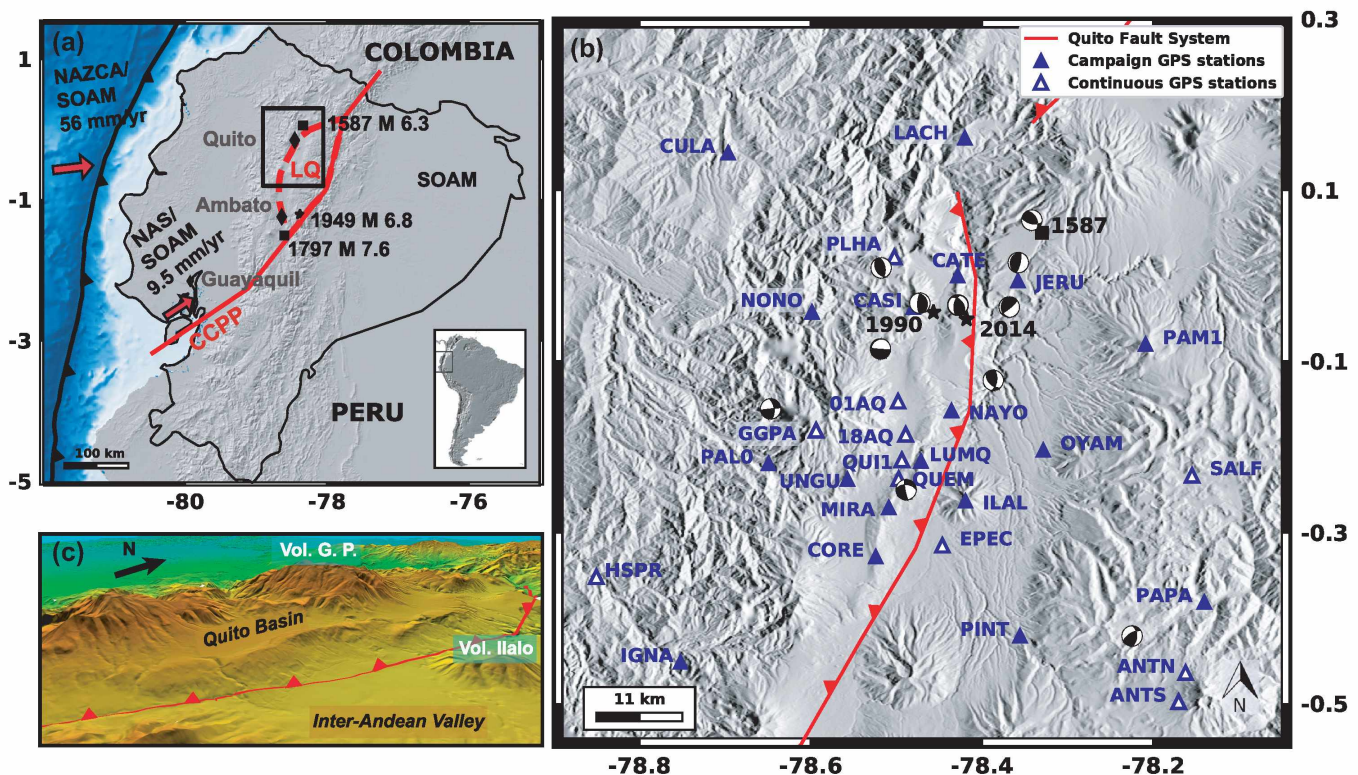 (a)
COLOMBIA
NAZCA/
SOAM
56 mm/yr
1587 M 6.3
Quito
LQ
SOAM
Ambato
1949 M 6.8
NAS/
SOAM
9.5 mm/yr
1797 M 7.6
Guayaquil
CCPP
PERU
100 km
1
-1
-3
-5
-80
-78
-76
(b)
Quito Fault System
Campaign GPS stations
Continuous GPS stations
LACH
CULA
PLHA
1587
CATE
JERU
NONO
CASI
1990
2014
PAM1
01AQ
NAYO
GGPA
18AQ
OYAM
PAL0
QUI1
LUMQ
SALF
UNGU
QUEM
MIRA
ILAL
CORE
EPEC
HSPR
PAPA
PINT
IGNA
ANTN
ANTS
11 km
N
0.3
0.1
-0.1
-0.3
-0.5
-78.8
-78.6
-78.4
-78.2
(c)
N
Vol. G. P.
Quito Basin
Vol. Ilalo
Inter-Andean Valley